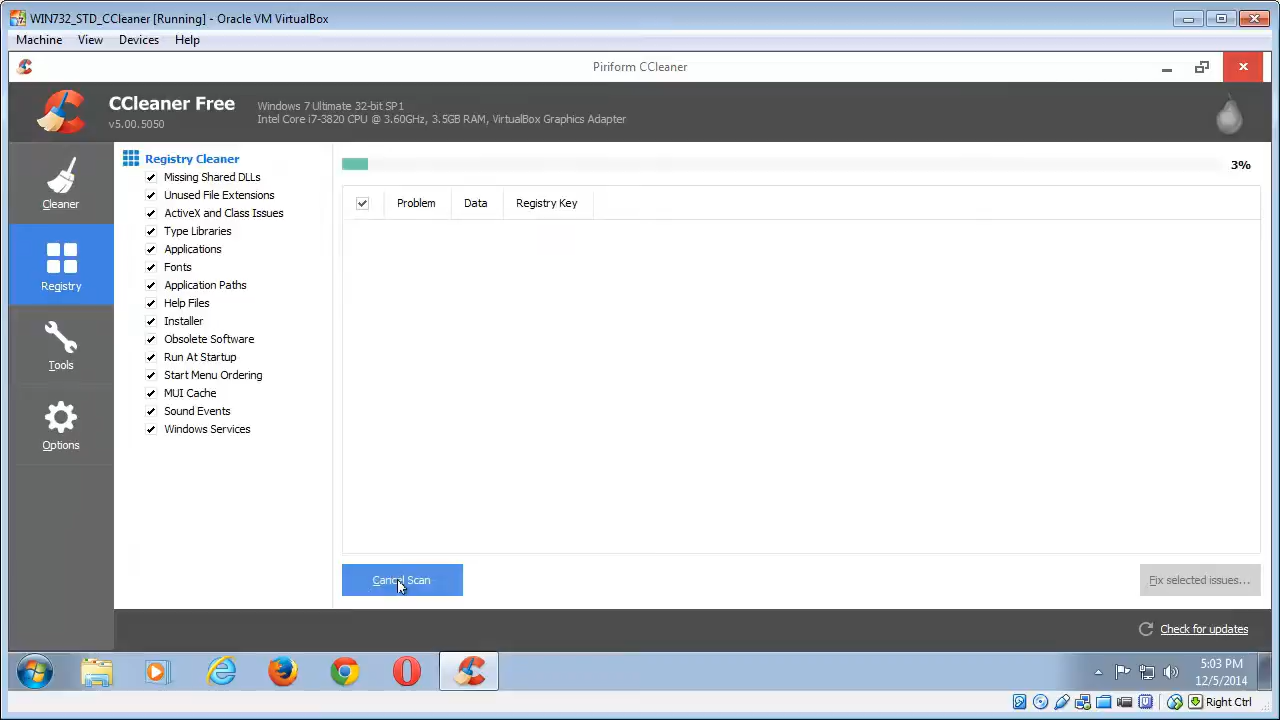 WIN732_STD_CCleaner [Running] - Oracle VM VirtualBox
Machine View Devices Help
Piriform CCleaner
CCleaner Free
v5.00.5050
Windows 7 Ultimate 32-bit SP1
Intel Core i7-3820 CPU @ 3.60GHz, 3.5GB RAM, VirtualBox Graphics Adapter
Cleaner
Registry
Tools
Options
Registry Cleaner
Missing Shared DLLs
Unused File Extensions
ActiveX and Class Issues
Type Libraries
Applications
Fonts
Application Paths
Help Files
Installer
Obsolete Software
Run At Startup
Start Menu Ordering
MUI Cache
Sound Events
Windows Services
3%
Problem Data Registry Key
Cancel Scan
Fix selected issues...
Check for updates
5:03 PM
12/5/2014
Right Ctrl